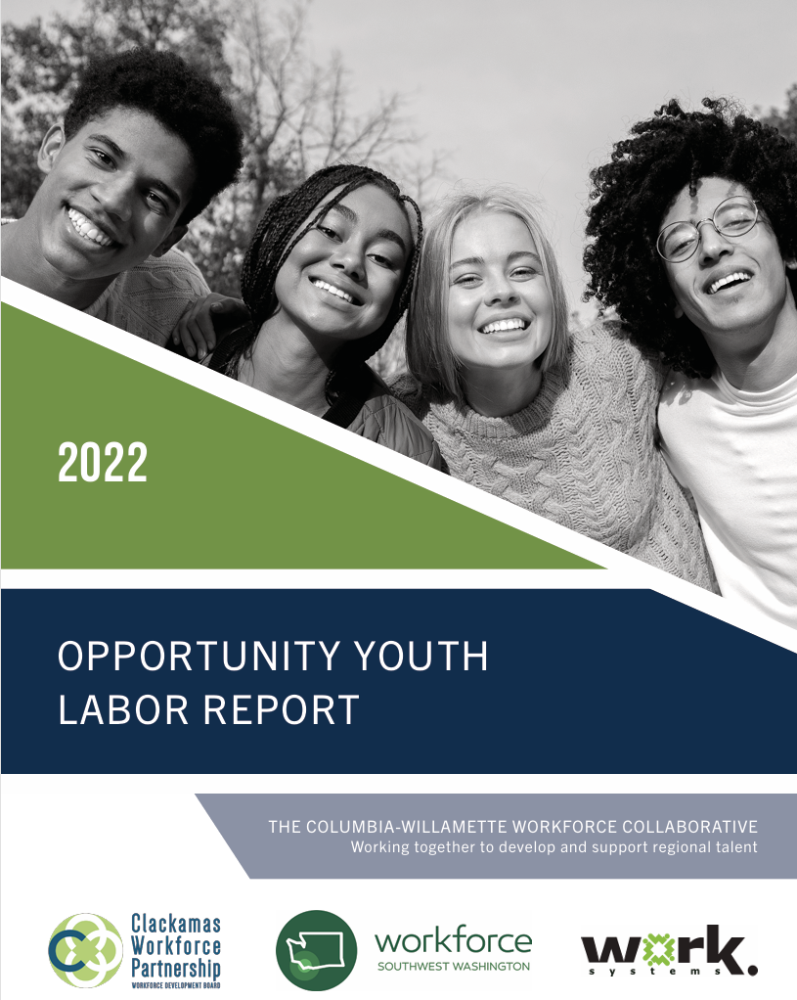 2022
OPPORTUNITY YOUTH
LABOR REPORT
THE COLUMBIA-WILLAMETTE WORKFORCE COLLABORATIVE
Working together to develop and support regional talent
Clackamas
Workforce
Partnership
WORKFORCE DEVELOPMENT BOARD
workforce
SOUTHWEST WASHINGTON
work.
systems